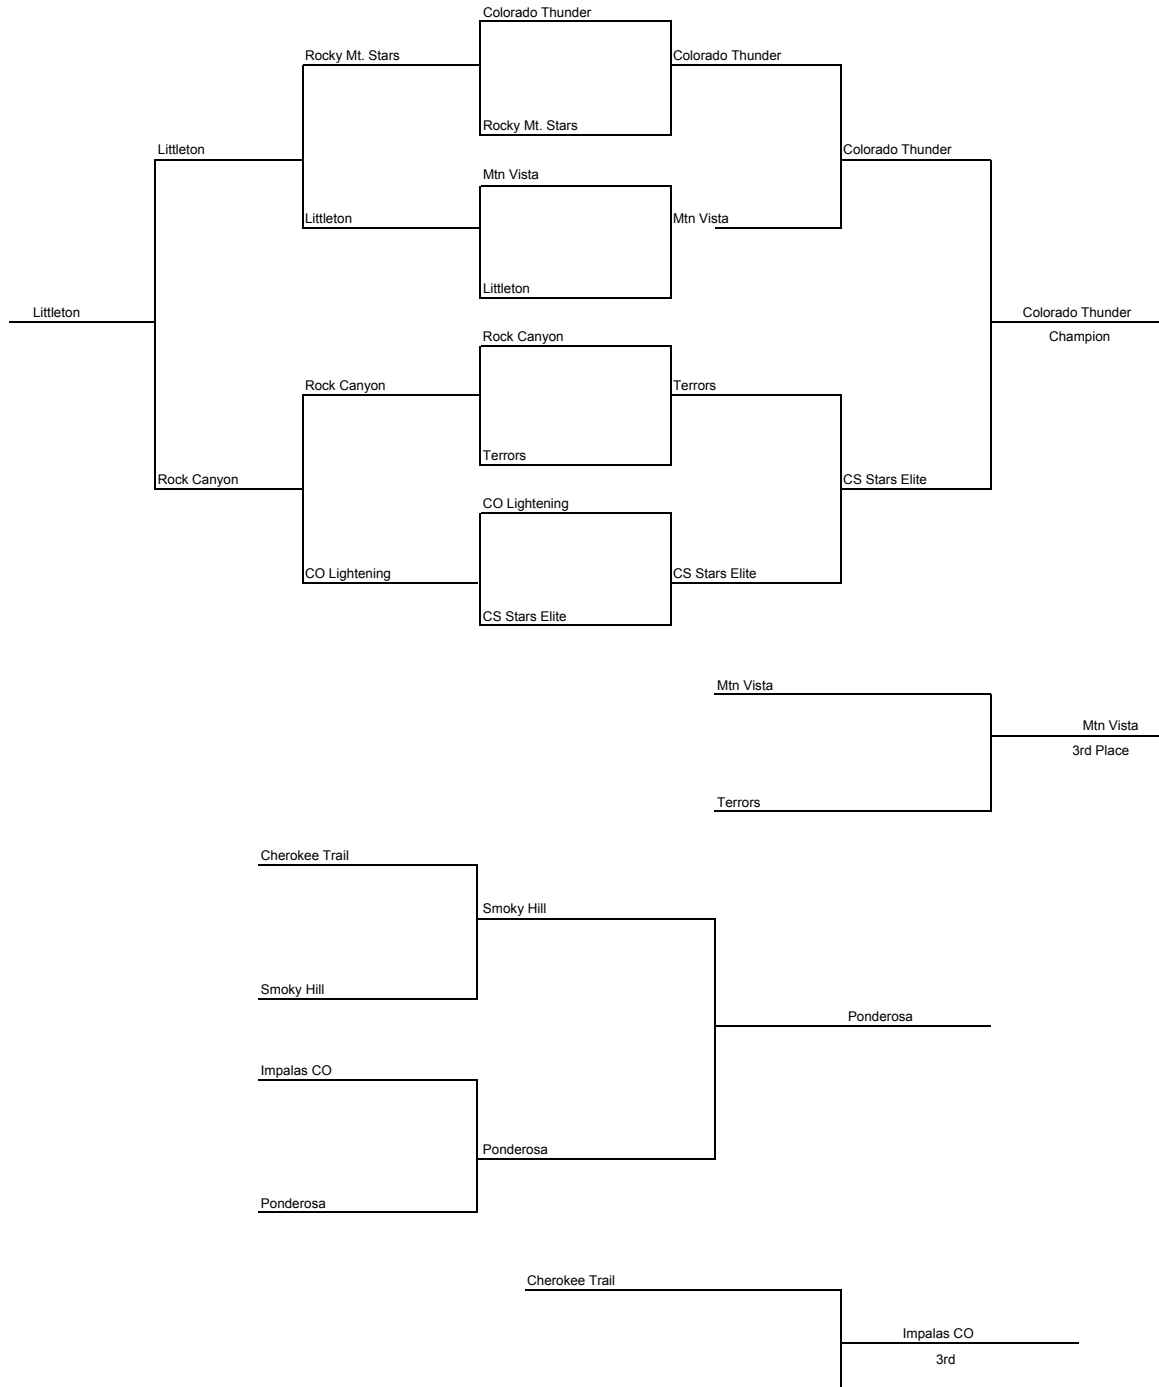 Colorado Thunder
Rocky Mt. Stars
Colorado Thunder
Rocky Mt. Stars
Littleton
Colorado Thunder
Mtn Vista
Littleton
Mtn Vista
Littleton
Littleton
Colorado Thunder
Champion
Rock Canyon
Rock Canyon
Terrors
Terrors
Rock Canyon
CS Stars Elite
CO Lightening
CO Lightening
CS Stars Elite
CS Stars Elite
Mtn Vista
Mtn Vista
3rd Place
Terrors
Cherokee Trail
Smoky Hill
Smoky Hill
Ponderosa
Impalas CO
Ponderosa
Ponderosa
Cherokee Trail
Impalas CO
3rd